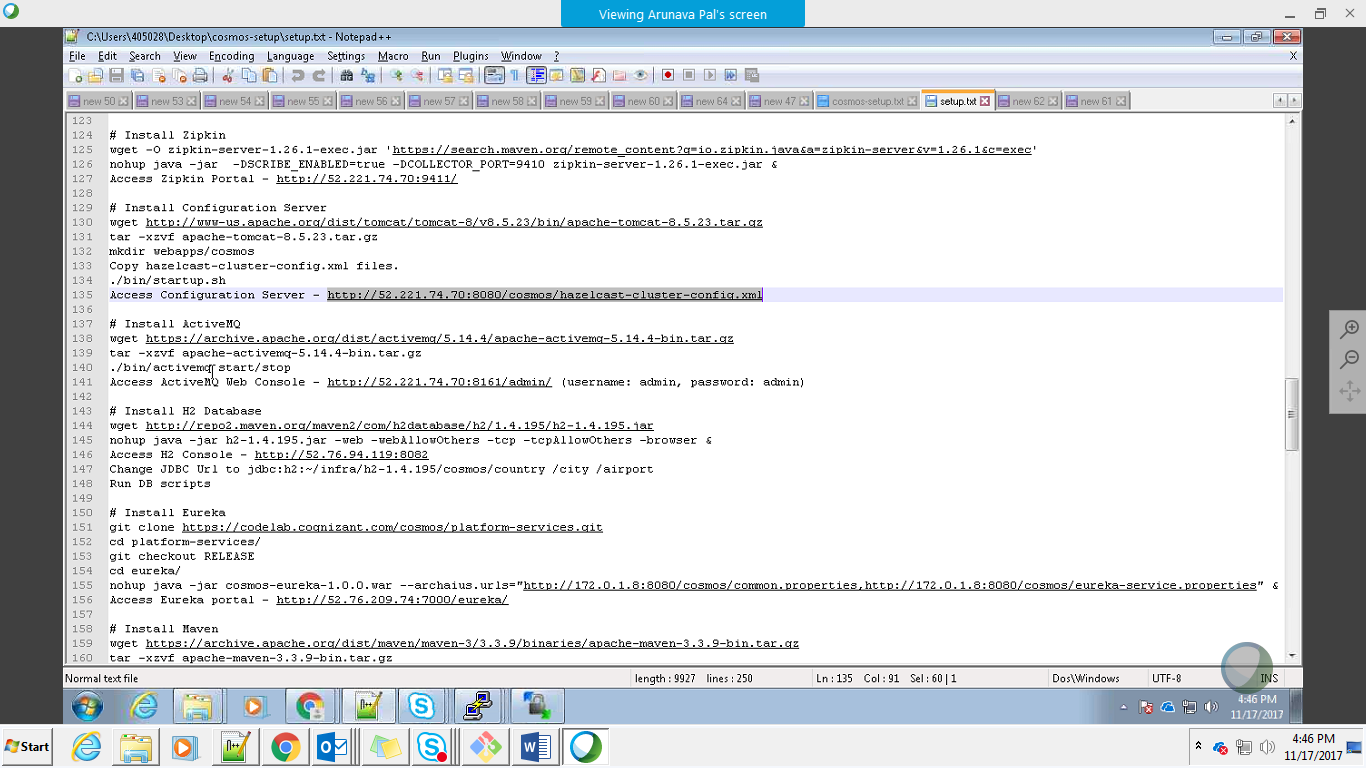 Viewing Arunava Pal's screen
C:\Users\405028\Desktop\cosmos-setup\setup.txt - Notepad++
File Edit Search View Encoding Language Settings Macro Run Plugins Window ? X
new 50 new 53 new 54 new 55 new 56 new 57 new 58 new 59 new 60 new 64 new 47 cosmos-setup.txt setup.txt new 62 new 61
123
124 # Install Zipkin
125 wget -O zipkin-server-1.26.1-exec.jar 'https://search.maven.org/remote_content?g=io.zipkin.java&a=zipkin-server&v=1.26.1&c=exec'
126 nohup java -jar  -DSCRIBE_ENABLED=true -DCOLLECTOR_PORT=9410 zipkin-server-1.26.1-exec.jar &
127 Access Zipkin Portal - http://52.221.74.70:9411/
128
129 # Install Configuration Server
130 wget http://www-us.apache.org/dist/tomcat/tomcat-8/v8.5.23/bin/apache-tomcat-8.5.23.tar.gz
131 tar -xzvf apache-tomcat-8.5.23.tar.gz
132 mkdir webapps/cosmos
133 Copy hazelcast-cluster-config.xml files.
134 ./bin/startup.sh
135 Access Configuration Server - http://52.221.74.70:8080/cosmos/hazelcast-cluster-config.xml
136
137 # Install ActiveMQ
138 wget https://archive.apache.org/dist/activemq/5.14.4/apache-activemq-5.14.4-bin.tar.gz
139 tar -xzvf apache-activemq-5.14.4-bin.tar.gz
140 ./bin/activemq start/stop
141 Access ActiveMQ Web Console - http://52.221.74.70:8161/admin/ (username: admin, password: admin)
142
143 # Install H2 Database
144 wget http://repo2.maven.org/maven2/com/h2database/h2/1.4.195/h2-1.4.195.jar
145 nohup java -jar h2-1.4.195.jar -web -webAllowOthers -tcp -tcpAllowOthers -browser &
146 Access H2 Console - http://52.76.94.119:8082
147 Change JDBC Url to jdbc:h2:~/infra/h2-1.4.195/cosmos/country /city /airport
148 Run DB scripts
149
150 # Install Eureka
151 git clone https://codelab.cognizant.com/cosmos/platform-services.git
152 cd platform-services/
153 git checkout RELEASE
154 cd eureka/
155 nohup java -jar cosmos-eureka-1.0.0.war --archaius.urls="http://172.0.1.8:8080/cosmos/common.properties,http://172.0.1.8:8080/cosmos/eureka-service.properties" &
156 Access Eureka portal - http://52.76.209.74:7000/eureka/
157
158 # Install Maven
159 wget https://archive.apache.org/dist/maven/maven-3/3.3.9/binaries/apache-maven-3.3.9-bin.tar.gz
160 tar -xzvf apache-maven-3.3.9-bin.tar.gz
Normal text file length : 9927 lines : 250 Ln : 135 Col : 91 Sel : 60 | 1 Dos\Windows UTF-8 INS
4:46 PM
11/17/2017
Start
4:46 PM
11/17/2017